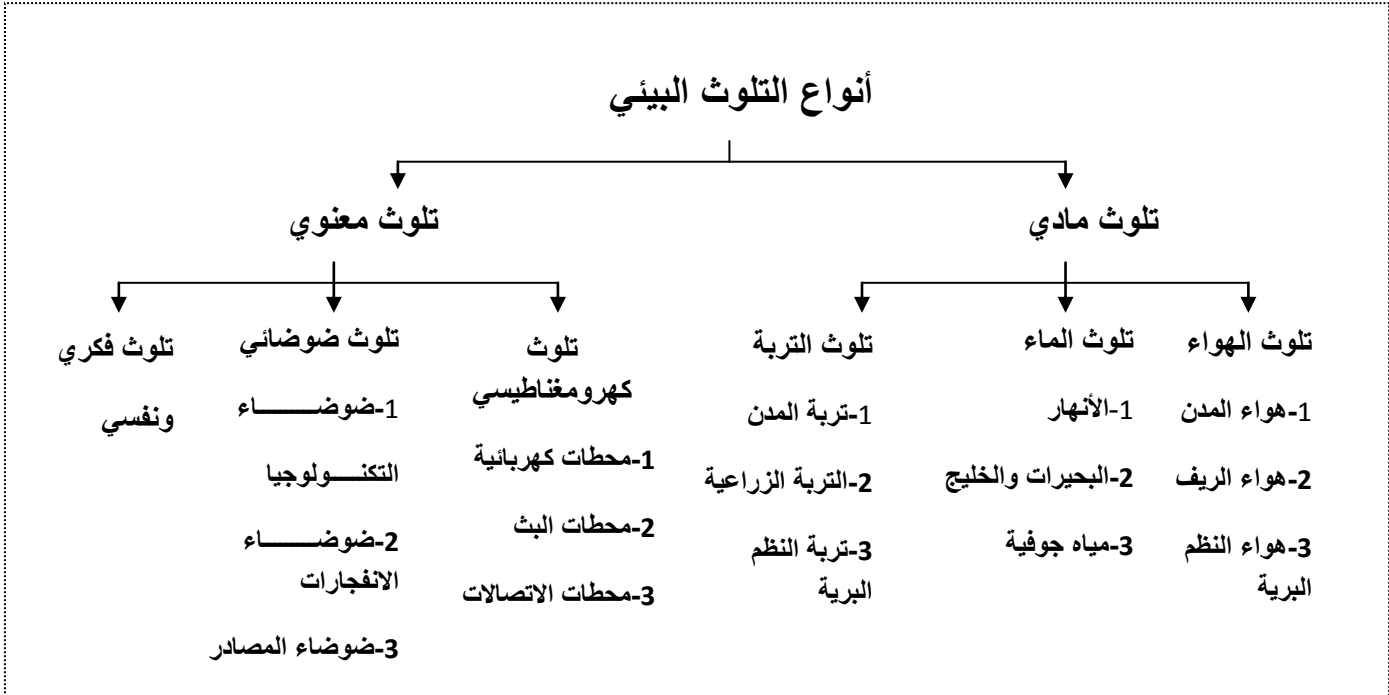 أنواع التلوث البيئي
تلوث مادي
تلوث معنوي
تلوث الهواء
1-هواء المدن
2-هواء الريف
3-هواء النظم
البرية
تلوث الماء
1-الأنهار
2-البحيرات والخليج
3-مياه جوفية
تلوث التربة
1-تربة المدن
2-التربة الزراعية
3-تربة النظم
البرية
تلوث
كهرومغناطيسي
1-محطات كهربائية
2-محطات البث
3-محطات الاتصالات
تلوث ضوضائي
1-ضوضـــــــــاء
التكنـــــولوجيا
2-ضوضـــــــــاء
الانفجارات
3-ضوضاء المصادر
تلوث فكري
ونفسي